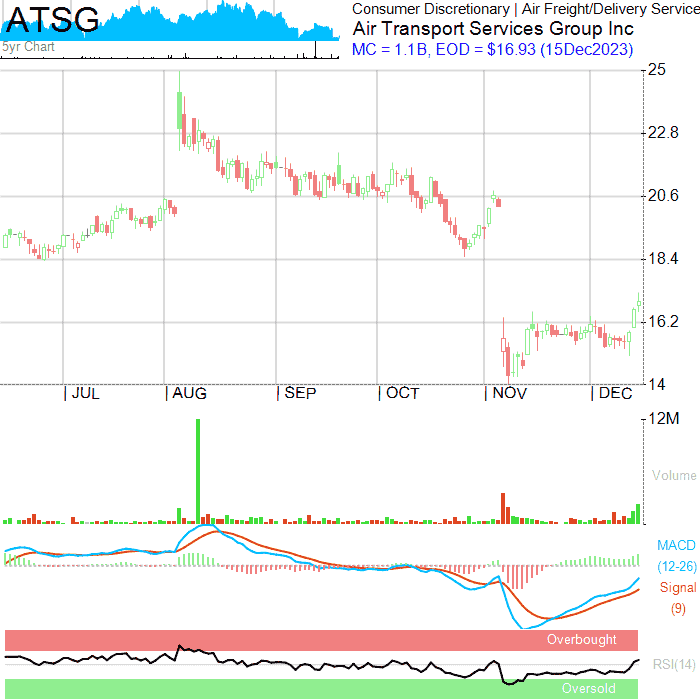 ATSG
5yr Chart
Consumer Discretionary | Air Freight/Delivery Service
Air Transport Services Group Inc
MC = 1.1B, EOD = $16.93 (15Dec2023)
25
22.8
20.6
18.4
16.2
14
JUL AUG SEP OCT NOV DEC
12M
Volume
MACD
(12-26)
Signal
(9)
Overbought
RSI(14)
Oversold